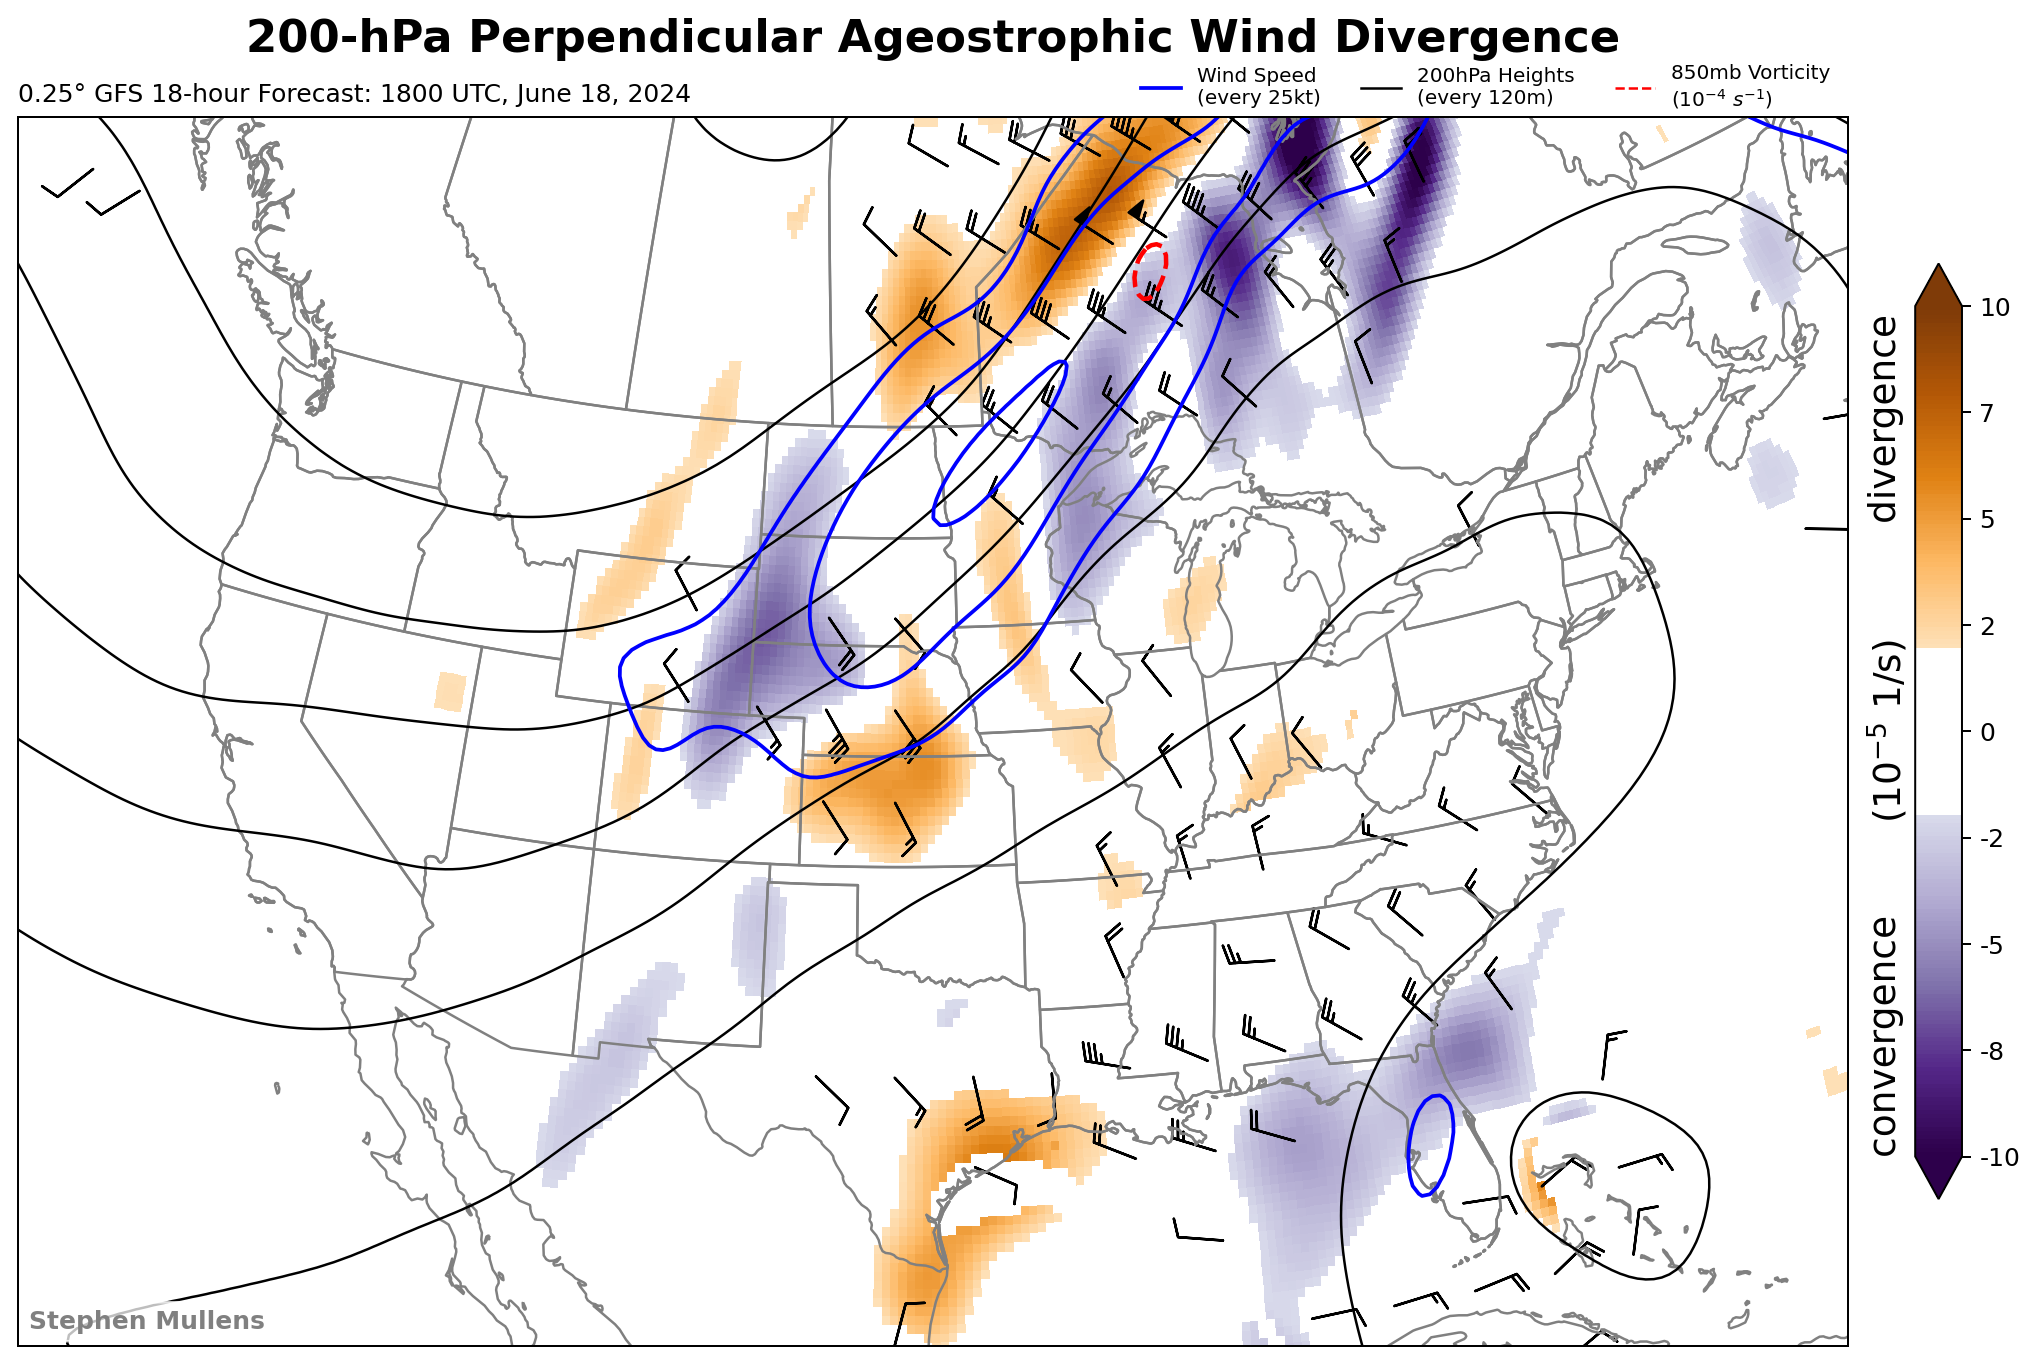 200-hPa Perpendicular Ageostrophic Wind Divergence
0.25° GFS 18-hour Forecast: 1800 UTC, June 18, 2024
Wind Speed
(every 25kt)
200hPa Heights
(every 120m)
850mb Vorticity
(10⁻⁴ s⁻¹)
10
7
5
2
0
-2
-5
-8
-10
convergence (10⁻⁵ 1/s) divergence
Stephen Mullens